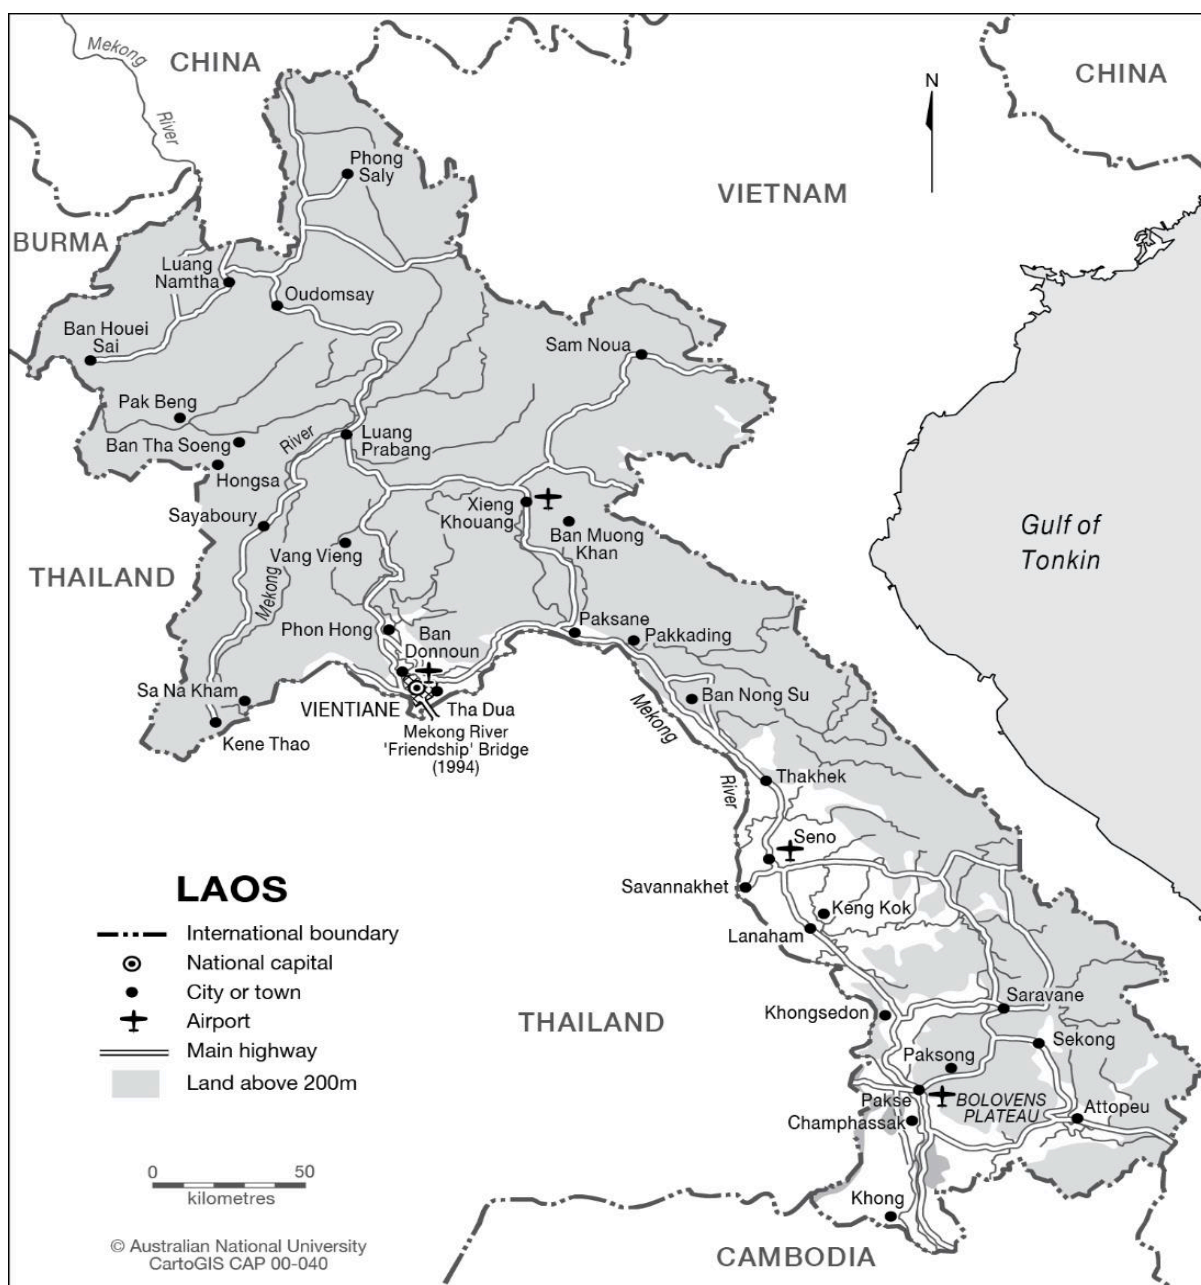 Mekong
River
CHINA
CHINA
N
Phong
Saly
VIETNAM
BURMA
Luang
Namtha
Oudomsay
Ban Houei
Sai
Sam Noua
Pak Beng
Ban Tha Soeng
River
Luang
Prabang
Hongsa
Xieng
Khouang
Sayaboury
Ban Muong
Khan
Gulf of
Tonkin
Vang Vieng
THAILAND
Mekong
Phon Hong
Ban
Donnoun
Paksane
Pakkading
Sa Na Kham
VIENTIANE
Tha Dua
Ban Nong Su
Kene Thao
Mekong River
'Friendship' Bridge
(1994)
Mekong
River
Thakhek
Seno
Savannakhet
Keng Kok
Lanaham
LAOS
International boundary
National capital
City or town
Airport
Main highway
Land above 200m
THAILAND
Khongsedon
Saravane
Sekong
Paksong
Pakse
BOLOVENS
PLATEAU
Attopeu
Champhassak
Khong
0 50
kilometres
CAMBODIA
© Australian National University
CartoGIS CAP 00-040